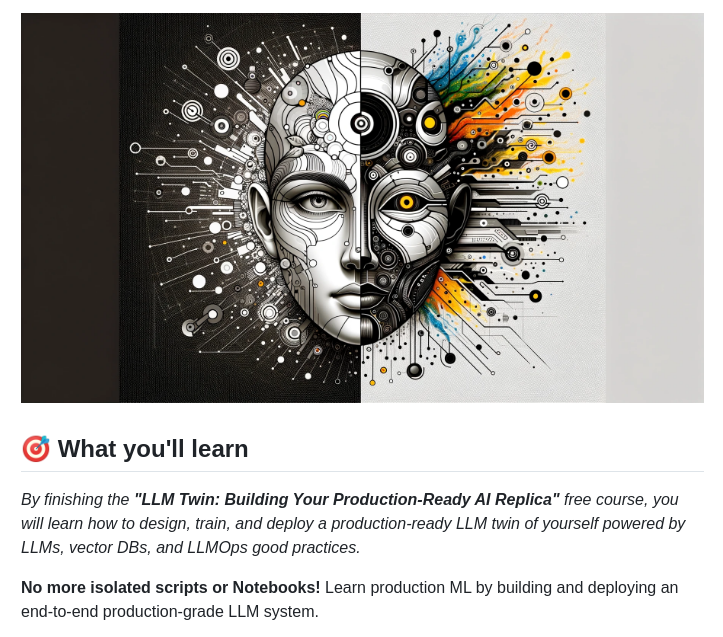 🎯 What you'll learn
By finishing the "LLM Twin: Building Your Production-Ready AI Replica" free course, you
will learn how to design, train, and deploy a production-ready LLM twin of yourself powered by
LLMs, vector DBs, and LLMOps good practices.
No more isolated scripts or Notebooks! Learn production ML by building and deploying an
end-to-end production-grade LLM system.